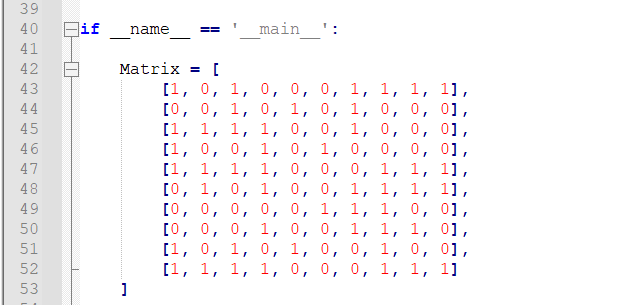 39
40 if __name__ == '__main__':
41
42 Matrix = [
43 [1, 0, 1, 0, 0, 0, 1, 1, 1, 1],
44 [0, 0, 1, 0, 1, 0, 1, 0, 0, 0],
45 [1, 1, 1, 1, 0, 0, 1, 0, 0, 0],
46 [1, 0, 0, 1, 0, 1, 0, 0, 0, 0],
47 [1, 1, 1, 1, 0, 0, 0, 1, 1, 1],
48 [0, 1, 0, 1, 0, 0, 1, 1, 1, 1],
49 [0, 0, 0, 0, 0, 1, 1, 1, 0, 0],
50 [0, 0, 0, 1, 0, 0, 1, 1, 1, 0],
51 [1, 0, 1, 0, 1, 0, 0, 1, 0, 0],
52 [1, 1, 1, 1, 0, 0, 0, 1, 1, 1]
53 ]